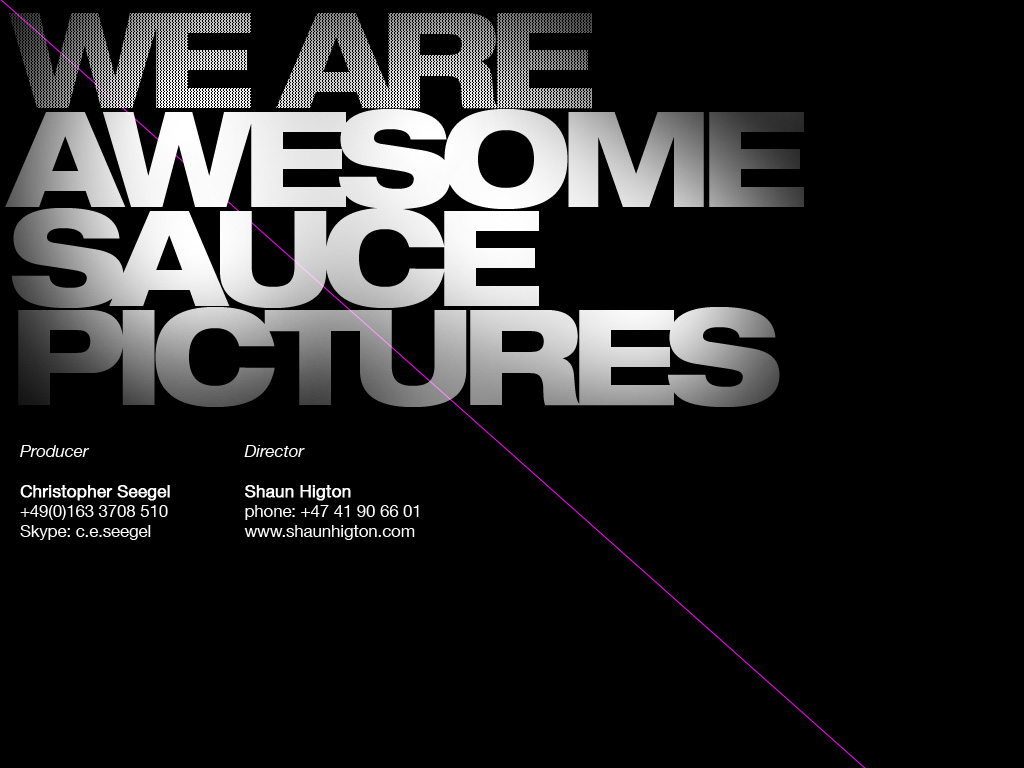 WE ARE
AWESOME
SAUCE
PICTURES
Producer
Director
Christopher Seegel
+49(0)163 3708 510
Skype: c.e.seegel
Shaun Higton
phone: +47 41 90 66 01
www.shaunhigton.com